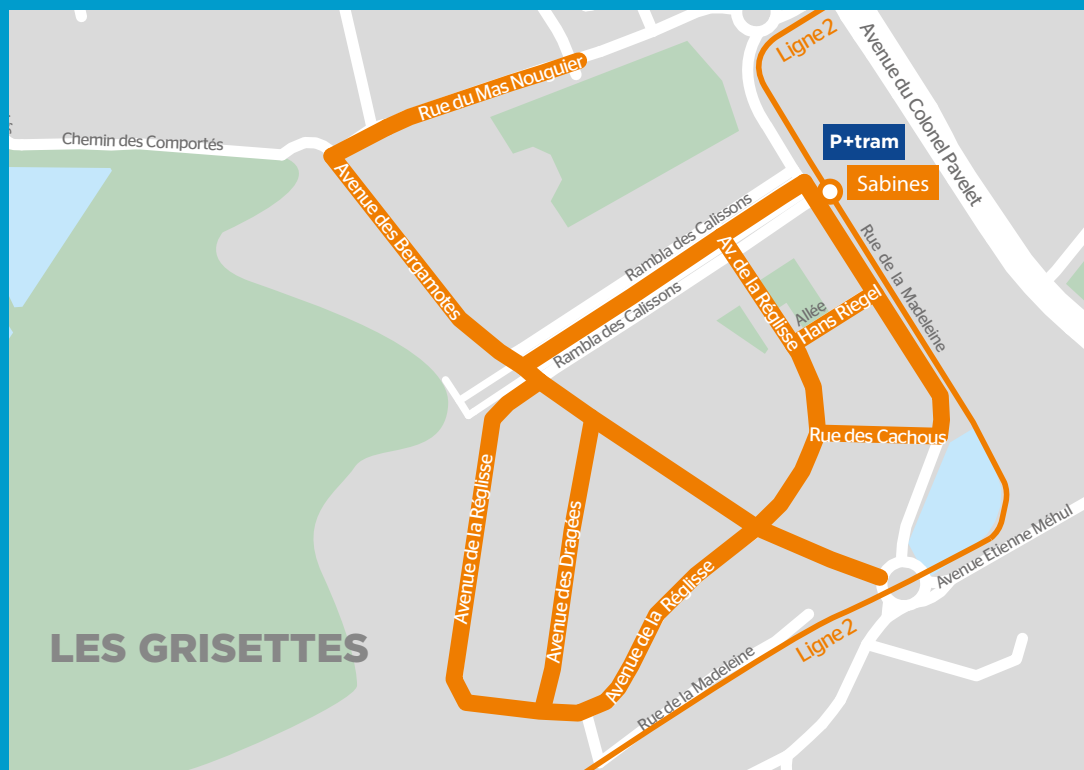 Ligne 2
Avenue du Colonel Pavelet
Rue du Mas Nouguier
Chemin des Comportés
P+tram
Sabines
Avenue des Bergamotes
Rambla des Calissons
Rambla des Calissons
Av. de la Réglisse
Allée
Hans Riegel
Rue de la Madeleine
Rue des Cachous
Avenue de la Réglisse
Avenue des Dragées
Avenue de la Réglisse
Avenue Etienne Méhul
LES GRISETTES
Ligne 2
Rue de la Madeleine